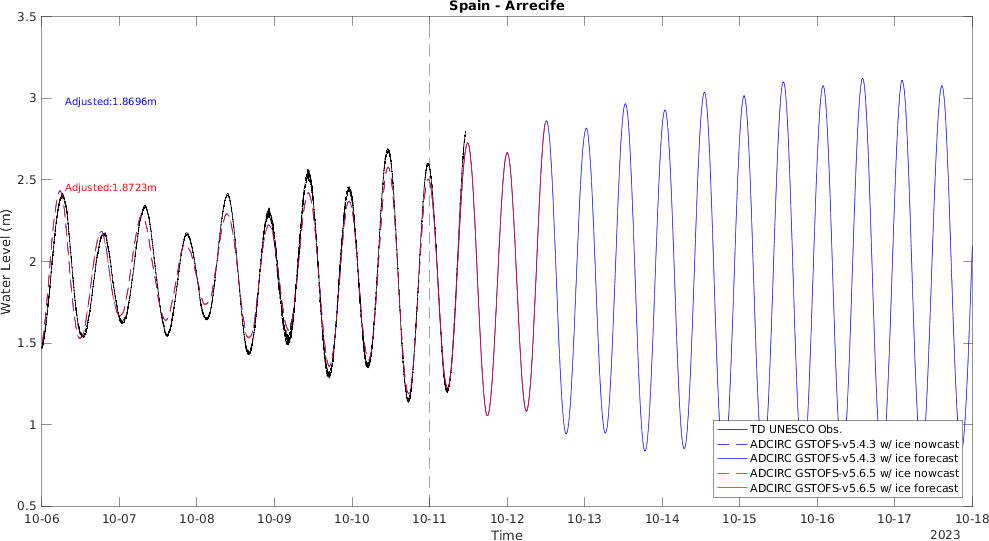 Spain - Arrecife
3.5
3
2.5
2
1.5
1
0.5
Water Level (m)
Adjusted:1.8696m
Adjusted:1.8723m
TD UNESCO Obs.
ADCIRC GSTOFS-v5.4.3 w/ ice nowcast
ADCIRC GSTOFS-v5.4.3 w/ ice forecast
ADCIRC GSTOFS-v5.6.5 w/ ice nowcast
ADCIRC GSTOFS-v5.6.5 w/ ice forecast
10-06 10-07 10-08 10-09 10-10 10-11 10-12 10-13 10-14 10-15 10-16 10-17 10-18
Time
2023